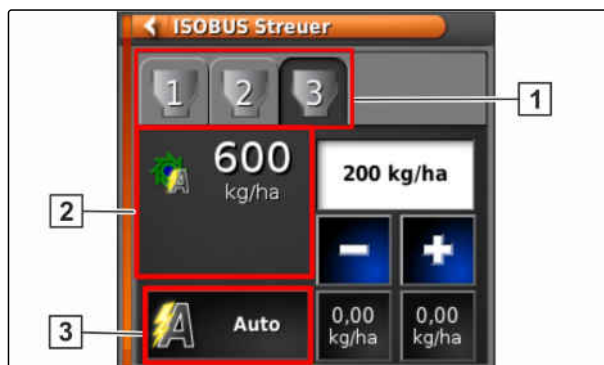 ISOBUS Streuer
1 2 3
1
600
kg/ha
200 kg/ha
2
- +
A Auto
0,00 0,00
kg/ha kg/ha
3